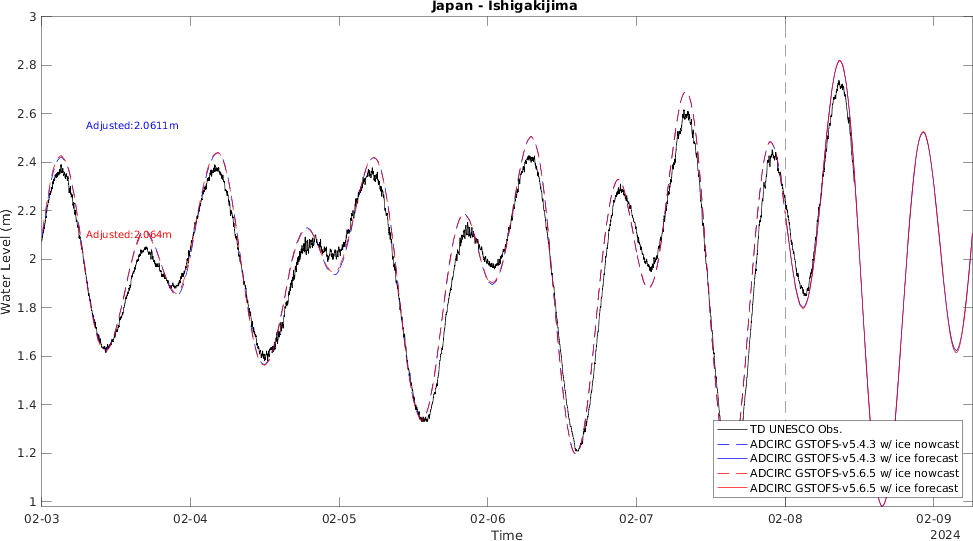 Japan - Ishigakijima
3
2.8
2.6
2.4
2.2
2
1.8
1.6
1.4
1.2
1
Water Level (m)
Adjusted:2.0611m
Adjusted:2.064m
TD UNESCO Obs.
ADCIRC GSTOFS-v5.4.3 w/ ice nowcast
ADCIRC GSTOFS-v5.4.3 w/ ice forecast
ADCIRC GSTOFS-v5.6.5 w/ ice nowcast
ADCIRC GSTOFS-v5.6.5 w/ ice forecast
02-03 02-04 02-05 02-06 02-07 02-08 02-09
Time
2024